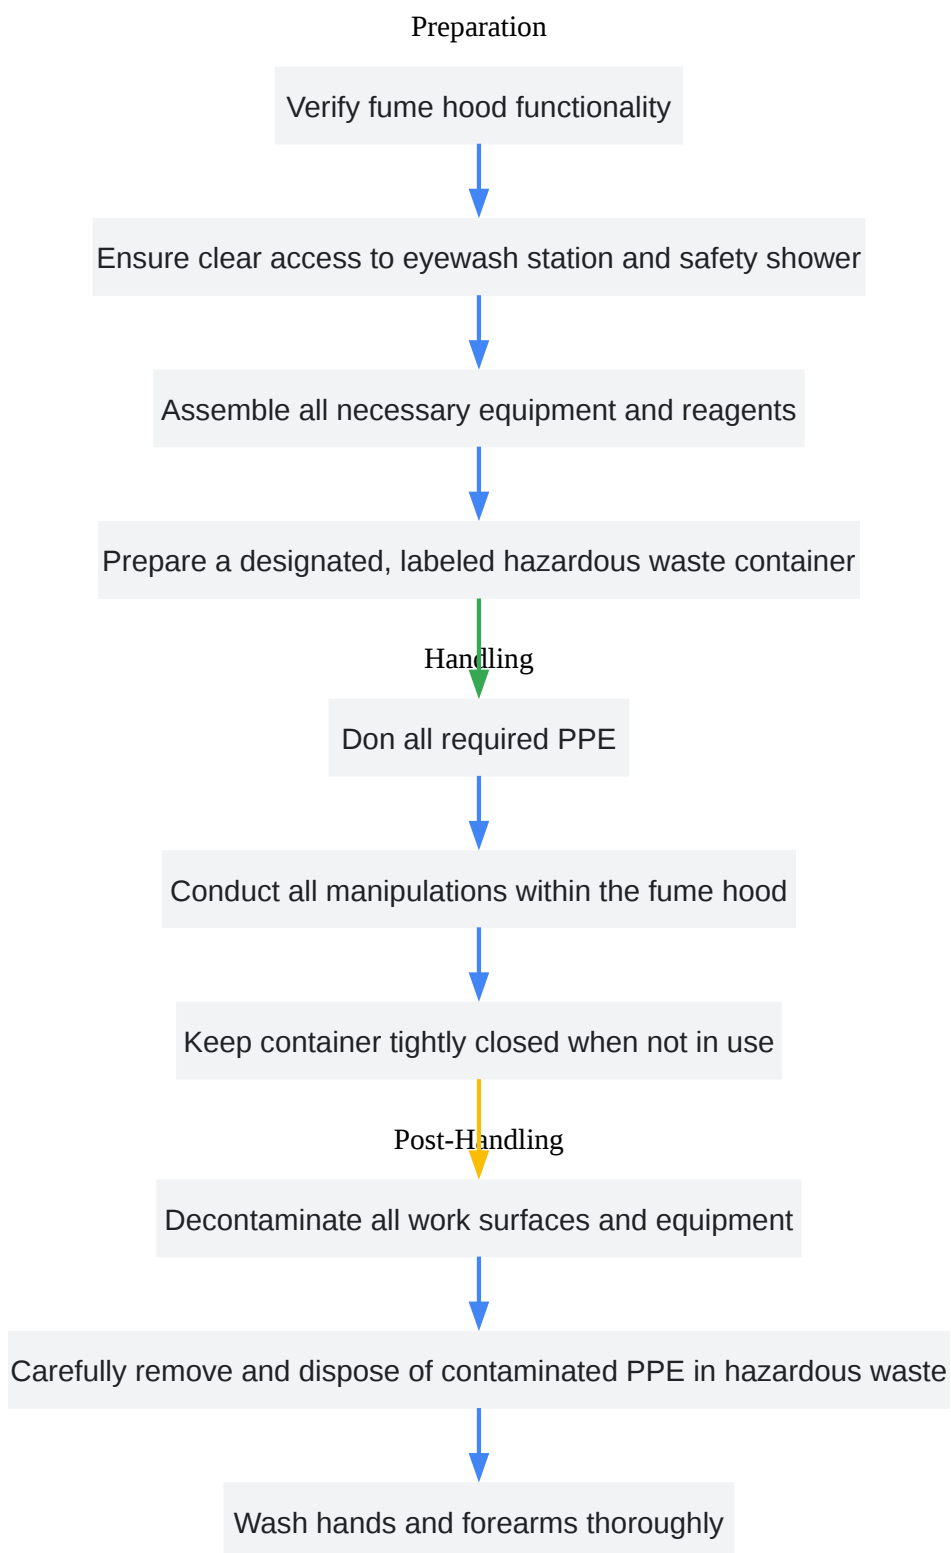 Preparation
Verify fume hood functionality
Ensure clear access to eyewash station and safety shower
Assemble all necessary equipment and reagents
Prepare a designated, labeled hazardous waste container
Handling
Don all required PPE
Conduct all manipulations within the fume hood
Keep container tightly closed when not in use
Post-Handling
Decontaminate all work surfaces and equipment
Carefully remove and dispose of contaminated PPE in hazardous waste
Wash hands and forearms thoroughly